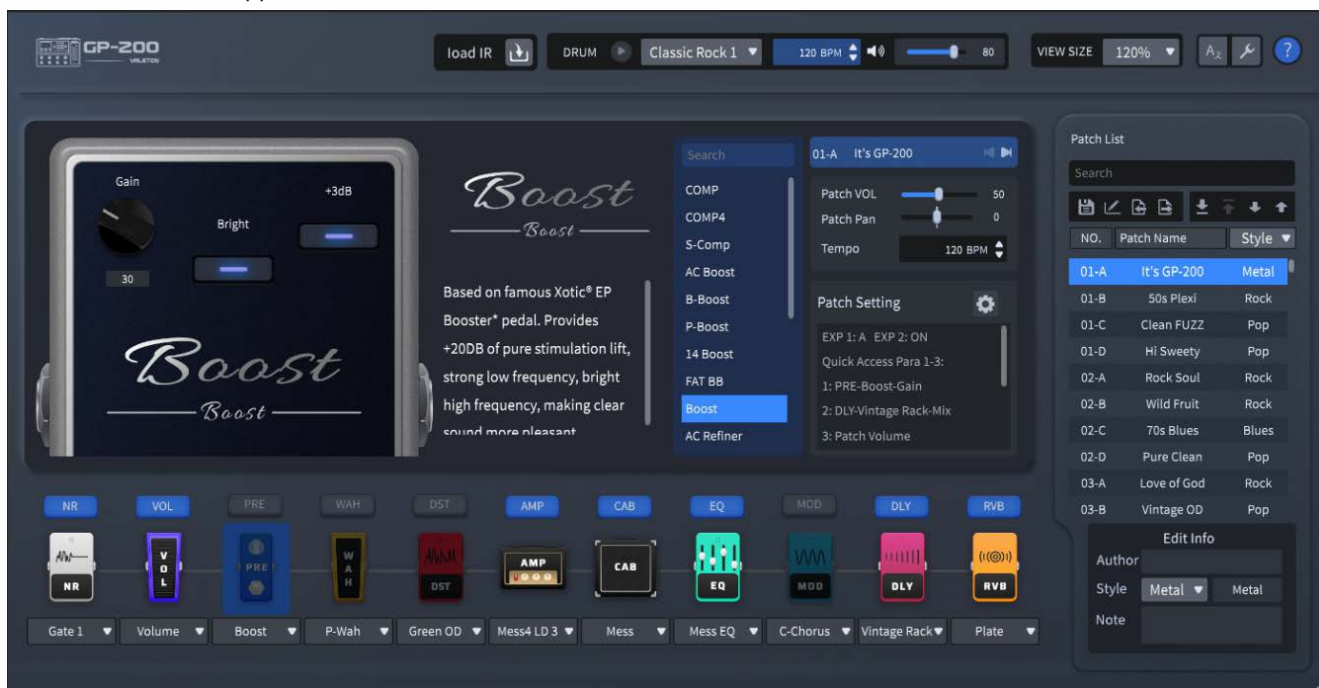 GP-200
VALETON
load IR
DRUM
Classic Rock 1
120 BPM
80
VIEW SIZE
120%
?
Gain
30
Bright
+3dB
Boost
Boost
Boost
Boost
Based on famous Xotic® EP
Booster* pedal. Provides
+20DB of pure stimulation lift,
strong low frequency, bright
high frequency, making clear
sound more pleasant
Search
COMP
COMP4
S-Comp
AC Boost
B-Boost
P-Boost
14 Boost
FAT BB
Boost
AC Refiner
01-A It's GP-200
Patch VOL 50
Patch Pan 0
Tempo 120 BPM
Patch Setting
EXP 1: A EXP 2: ON
Quick Access Para 1-3:
1: PRE-Boost-Gain
2: DLY-Vintage Rack-Mix
3: Patch Volume
Patch List
Search
NO. Patch Name Style
01-A It's GP-200 Metal
01-B 50s Plexi Rock
01-C Clean FUZZ Pop
01-D Hi Sweety Pop
02-A Rock Soul Rock
02-B Wild Fruit Rock
02-C 70s Blues Blues
02-D Pure Clean Pop
03-A Love of God Rock
03-B Vintage OD Pop
Edit Info
Author
Style Metal Metal
Note
NR VOL PRE WAH DST AMP CAB EQ MOD DLY RVB
NR VOL PRE WAH DST AMP CAB EQ MOD DLY RVB
Gate 1 Volume Boost P-Wah Green OD Mess4 LD 3 Mess Mess EQ C-Chorus Vintage Rack Plate